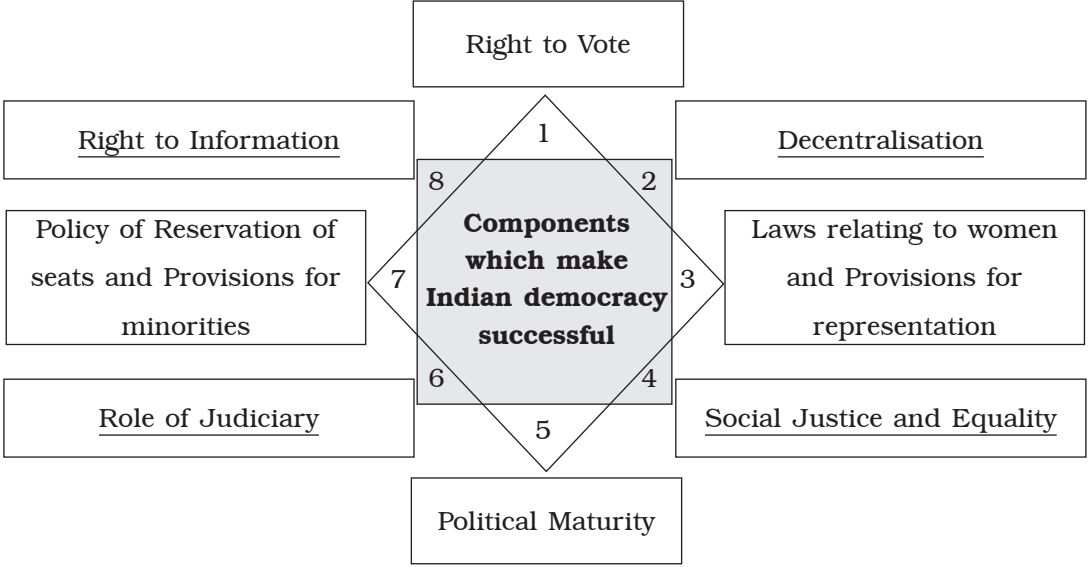 Right to Vote
Right to Information
Decentralisation
1
8
2
Policy of Reservation of
seats and Provisions for
minorities
7
Components
which make
Indian democracy
successful
3
Laws relating to women
and Provisions for
representation
6
4
5
Role of Judiciary
Social Justice and Equality
Political Maturity